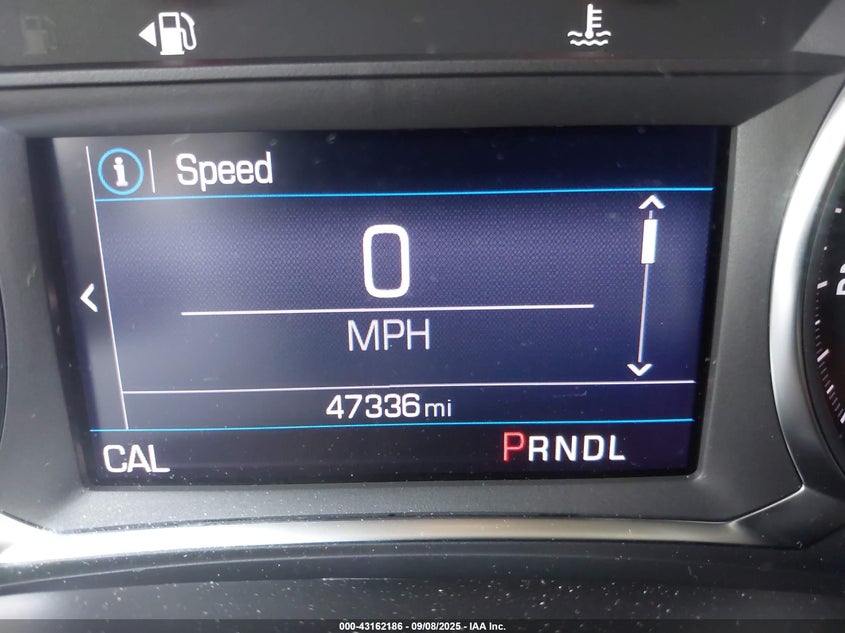 Speed
0
MPH
47336 mi
CAL
PRNDL
000-43162186 - 09/08/2025 - IAA Inc.